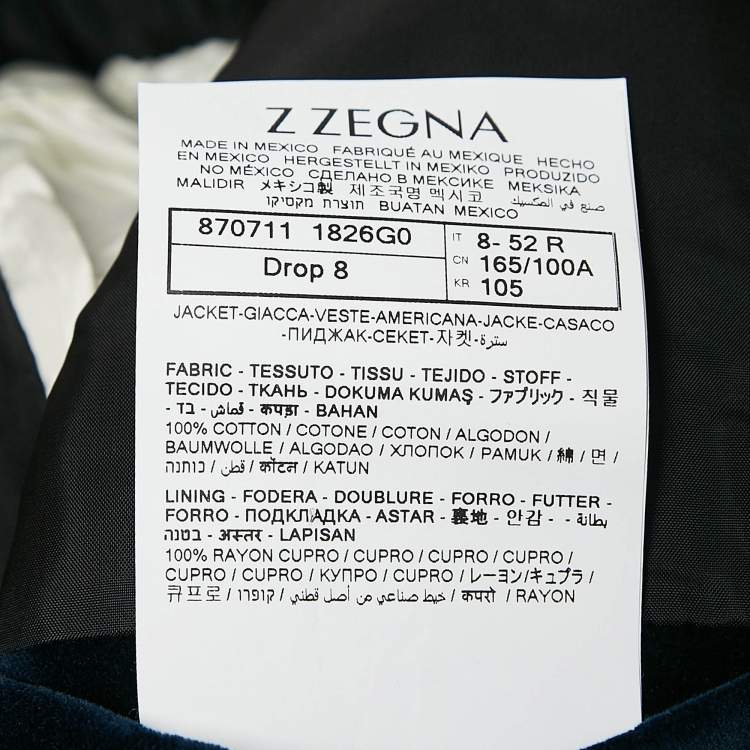 Z ZEGNA
MADE IN MEXICO FABRIQUÉ AU MEXIQUE HECHO
EN MEXICO HERGESTELLT IN MEXIKO PRODUZIDO
NO MÉXICO СДЕЛАНО В МЕКСИКЕ MEKSIKA
MALIDIR メキシコ製 제조국명 멕시코 صنع في المكسيك
תוצרת מקסיקו BUATAN MEXICO
870711 1826G0
Drop 8
IT 8- 52 R
CN 165/100A
KR 105
JACKET-GIACCA-VESTE-AMERICANA-JACKE-CASACO
-ПИДЖАК-CEKET-자켓-سترة
FABRIC - TESSUTO - TISSU - TEJIDO - STOFF -
TECIDO - ТКАНЬ - DOKUMA KUMAŞ - ファブリック - 직물
- בד - قماش - कपड़ा - BAHAN
100% COTTON / COTONE / COTON / ALGODON /
BAUMWOLLE / ALGODAO / ХЛОПОК / PAMUK / 綿 / 면 /
כותנה / قطن / कॉटन / KATUN
LINING - FODERA - DOUBLURE - FORRO - FUTTER -
FORRO - ПОДКЛАДКА - ASTAR - 裏地 - 안감 - - بطانة
בטנה - अस्तर - LAPISAN
100% RAYON CUPRO / CUPRO / CUPRO / CUPRO /
CUPRO / CUPRO / КУПРО / CUPRO / レーヨン/キュプラ /
큐프로 / קופרו / خيط صناعي من أصل قطني / कपरो / RAYON